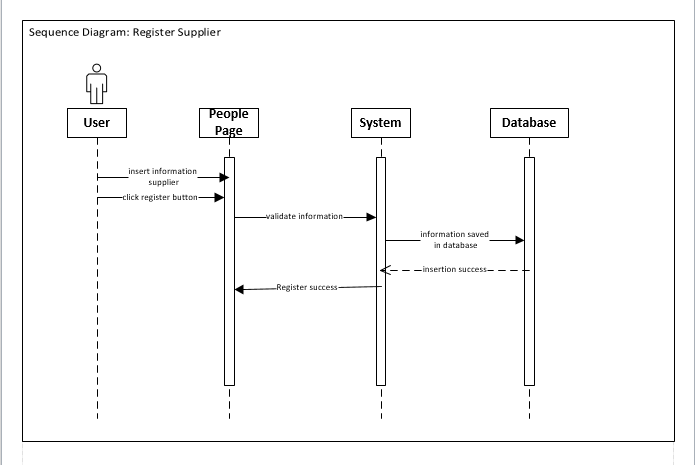 Sequence Diagram: Register Supplier
User
People
Page
System
Database
insert information
supplier
click register button
validate information
information saved
in database
insertion success
Register success